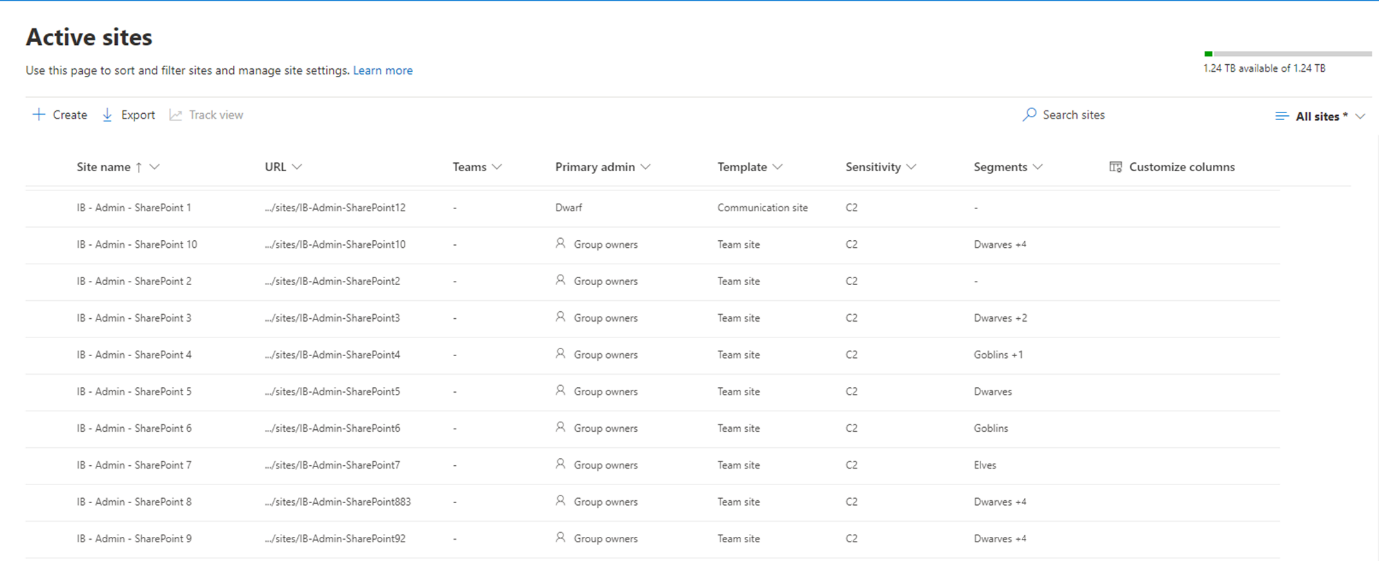 Active sites
Use this page to sort and filter sites and manage site settings. Learn more
1.24 TB available of 1.24 TB
Create Export Track view Search sites All sites *
Site name ↑ URL Teams Primary admin Template Sensitivity Segments Customize columns
IB - Admin - SharePoint 1 .../sites/IB-Admin-SharePoint12 - Dwarf Communication site C2 -
IB - Admin - SharePoint 10 .../sites/IB-Admin-SharePoint10 - Group owners Team site C2 Dwarves +4
IB - Admin - SharePoint 2 .../sites/IB-Admin-SharePoint2 - Group owners Team site C2 -
IB - Admin - SharePoint 3 .../sites/IB-Admin-SharePoint3 - Group owners Team site C2 Dwarves +2
IB - Admin - SharePoint 4 .../sites/IB-Admin-SharePoint4 - Group owners Team site C2 Goblins +1
IB - Admin - SharePoint 5 .../sites/IB-Admin-SharePoint5 - Group owners Team site C2 Dwarves
IB - Admin - SharePoint 6 .../sites/IB-Admin-SharePoint6 - Group owners Team site C2 Goblins
IB - Admin - SharePoint 7 .../sites/IB-Admin-SharePoint7 - Group owners Team site C2 Elves
IB - Admin - SharePoint 8 .../sites/IB-Admin-SharePoint883 - Group owners Team site C2 Dwarves +4
IB - Admin - SharePoint 9 .../sites/IB-Admin-SharePoint92 - Group owners Team site C2 Dwarves +4